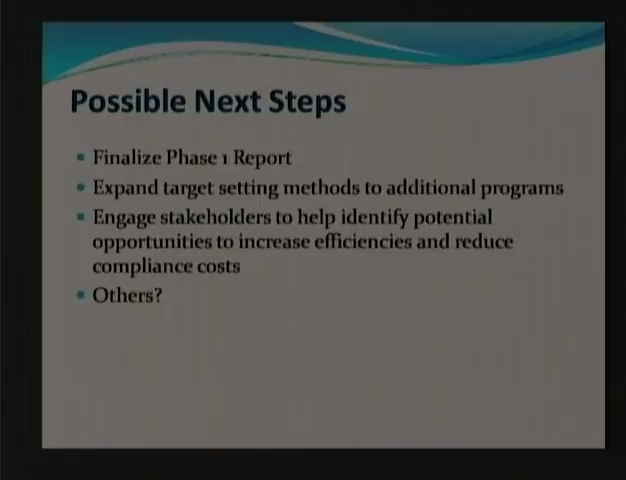 Possible Next Steps
• Finalize Phase 1 Report
• Expand target setting methods to additional programs
• Engage stakeholders to help identify potential
opportunities to increase efficiencies and reduce
compliance costs
• Others?